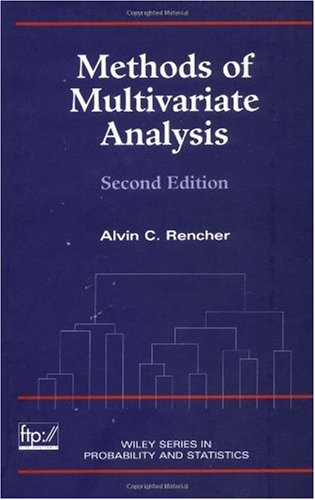 Methods of
Multivariate
Analysis
Second Edition
Alvin C. Rencher
ftp://
WILEY SERIES IN
PROBABILITY AND STATISTICS